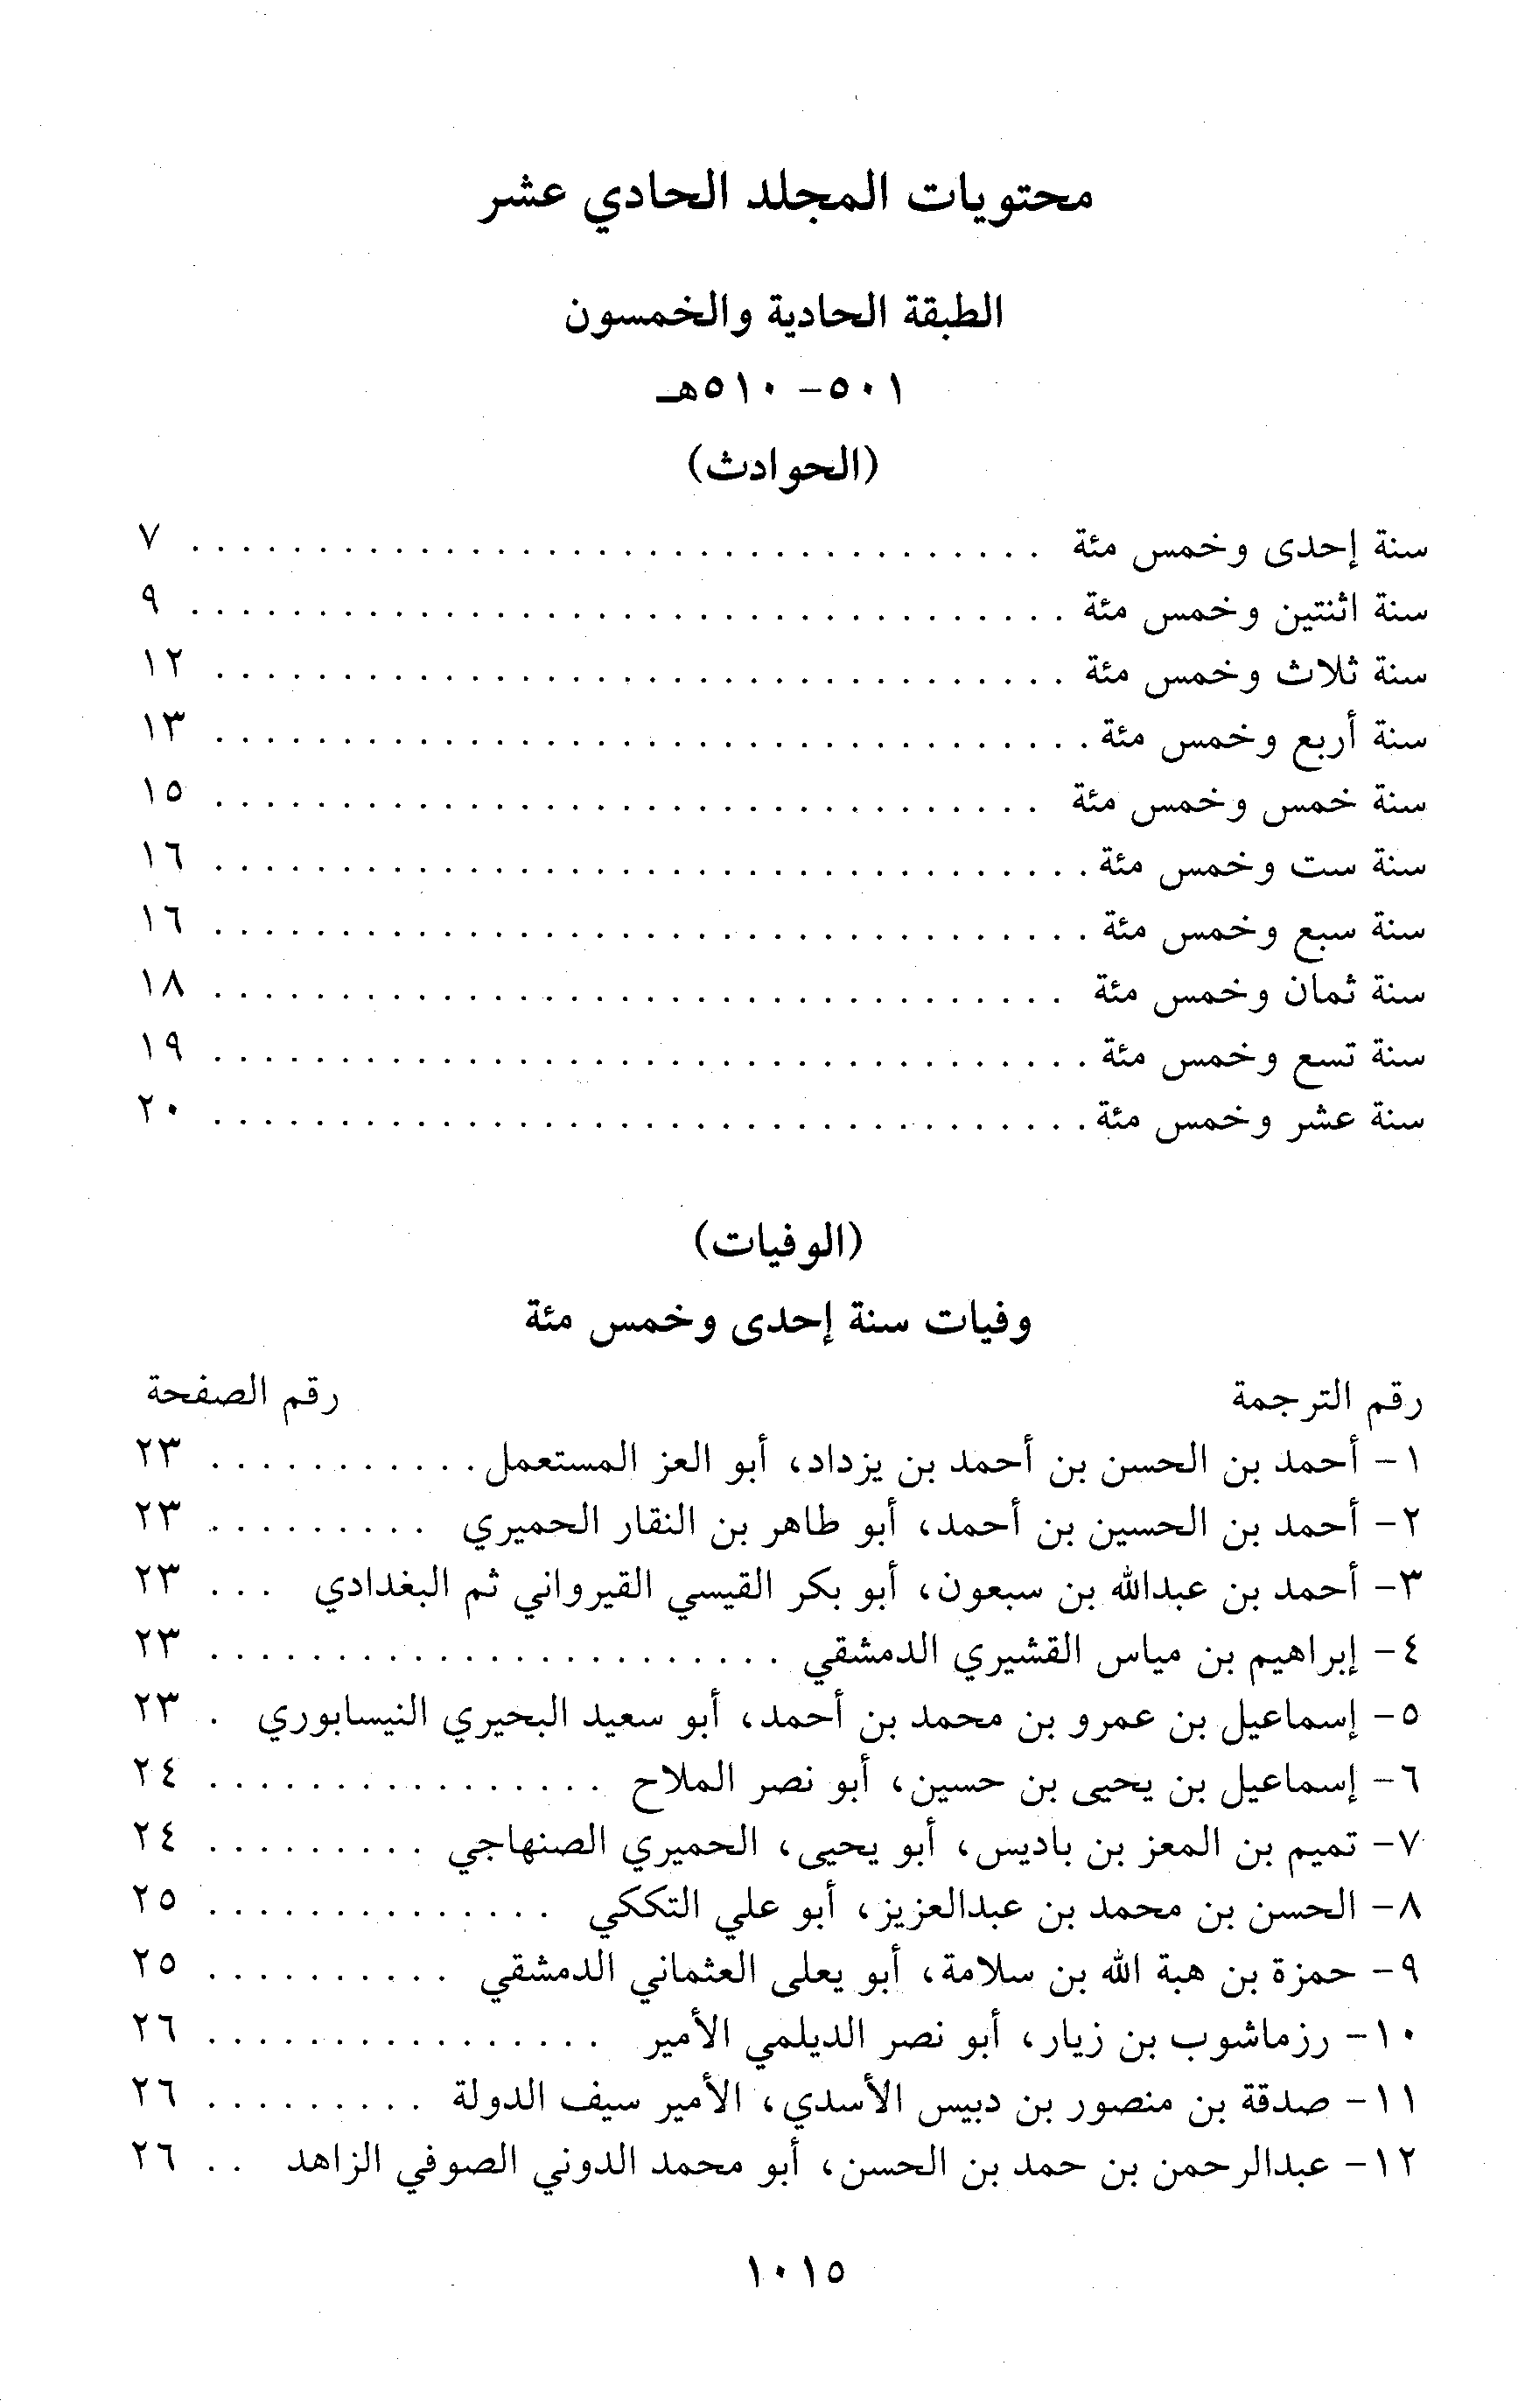 محتويات المجلد الحادي عشر
الطبقة الحادية والخمسون
٥٠١- ٥١٠هـ
(الحوادث)
سنة إحدى وخمس مئة . . . . . . . . . . . . . . . . . . . . . . . . . . . . . . . . . . ٧
سنة اثنتين وخمس مئة . . . . . . . . . . . . . . . . . . . . . . . . . . . . . . . . . . . ٩
سنة ثلاث وخمس مئة . . . . . . . . . . . . . . . . . . . . . . . . . . . . . . . . . . ١٢
سنة أربع وخمس مئة . . . . . . . . . . . . . . . . . . . . . . . . . . . . . . . . . . . ١٣
سنة خمس وخمس مئة . . . . . . . . . . . . . . . . . . . . . . . . . . . . . . . . . ١٥
سنة ست وخمس مئة . . . . . . . . . . . . . . . . . . . . . . . . . . . . . . . . . . . ١٦
سنة سبع وخمس مئة . . . . . . . . . . . . . . . . . . . . . . . . . . . . . . . . . . . ١٦
سنة ثمان وخمس مئة . . . . . . . . . . . . . . . . . . . . . . . . . . . . . . . . . . ١٨
سنة تسع وخمس مئة . . . . . . . . . . . . . . . . . . . . . . . . . . . . . . . . . . . ١٩
سنة عشر وخمس مئة . . . . . . . . . . . . . . . . . . . . . . . . . . . . . . . . . . . ٢٠
(الوفيات)
وفيات سنة إحدى وخمس مئة
رقم الترجمة رقم الصفحة
١- أحمد بن الحسن بن أحمد بن يزداد، أبو العز المستعمل . . . . . . . . . . . ٢٣
٢- أحمد بن الحسين بن أحمد، أبو طاهر بن النقار الحميري . . . . . . . . . ٢٣
٣- أحمد بن عبدالله بن سبعون، أبو بكر القيسي القيرواني ثم البغدادي . . . ٢٣
٤- إبراهيم بن مياس القشيري الدمشقي . . . . . . . . . . . . . . . . . . . . . . . ٢٣
٥- إسماعيل بن عمرو بن محمد بن أحمد، أبو سعيد البحيري النيسابوري . ٢٣
٦- إسماعيل بن يحيى بن حسين، أبو نصر الملاح . . . . . . . . . . . . . . . . ٢٤
٧- تميم بن المعز بن باديس، أبو يحيى، الحميري الصنهاجي . . . . . . . . . ٢٤
٨- الحسن بن محمد بن عبدالعزيز، أبو علي التككي . . . . . . . . . . . . . . ٢٥
٩- حمزة بن هبة الله بن سلامة، أبو يعلى العثماني الدمشقي . . . . . . . . . . ٢٥
١٠- رزماشوب بن زيار، أبو نصر الديلمي الأمير . . . . . . . . . . . . . . . . ٢٦
١١- صدقة بن منصور بن دبيس الأسدي، الأمير سيف الدولة . . . . . . . . . ٢٦
١٢- عبدالرحمن بن حمد بن الحسن، أبو محمد الدوني الصوفي الزاهد . . ٢٦
١٠١٥